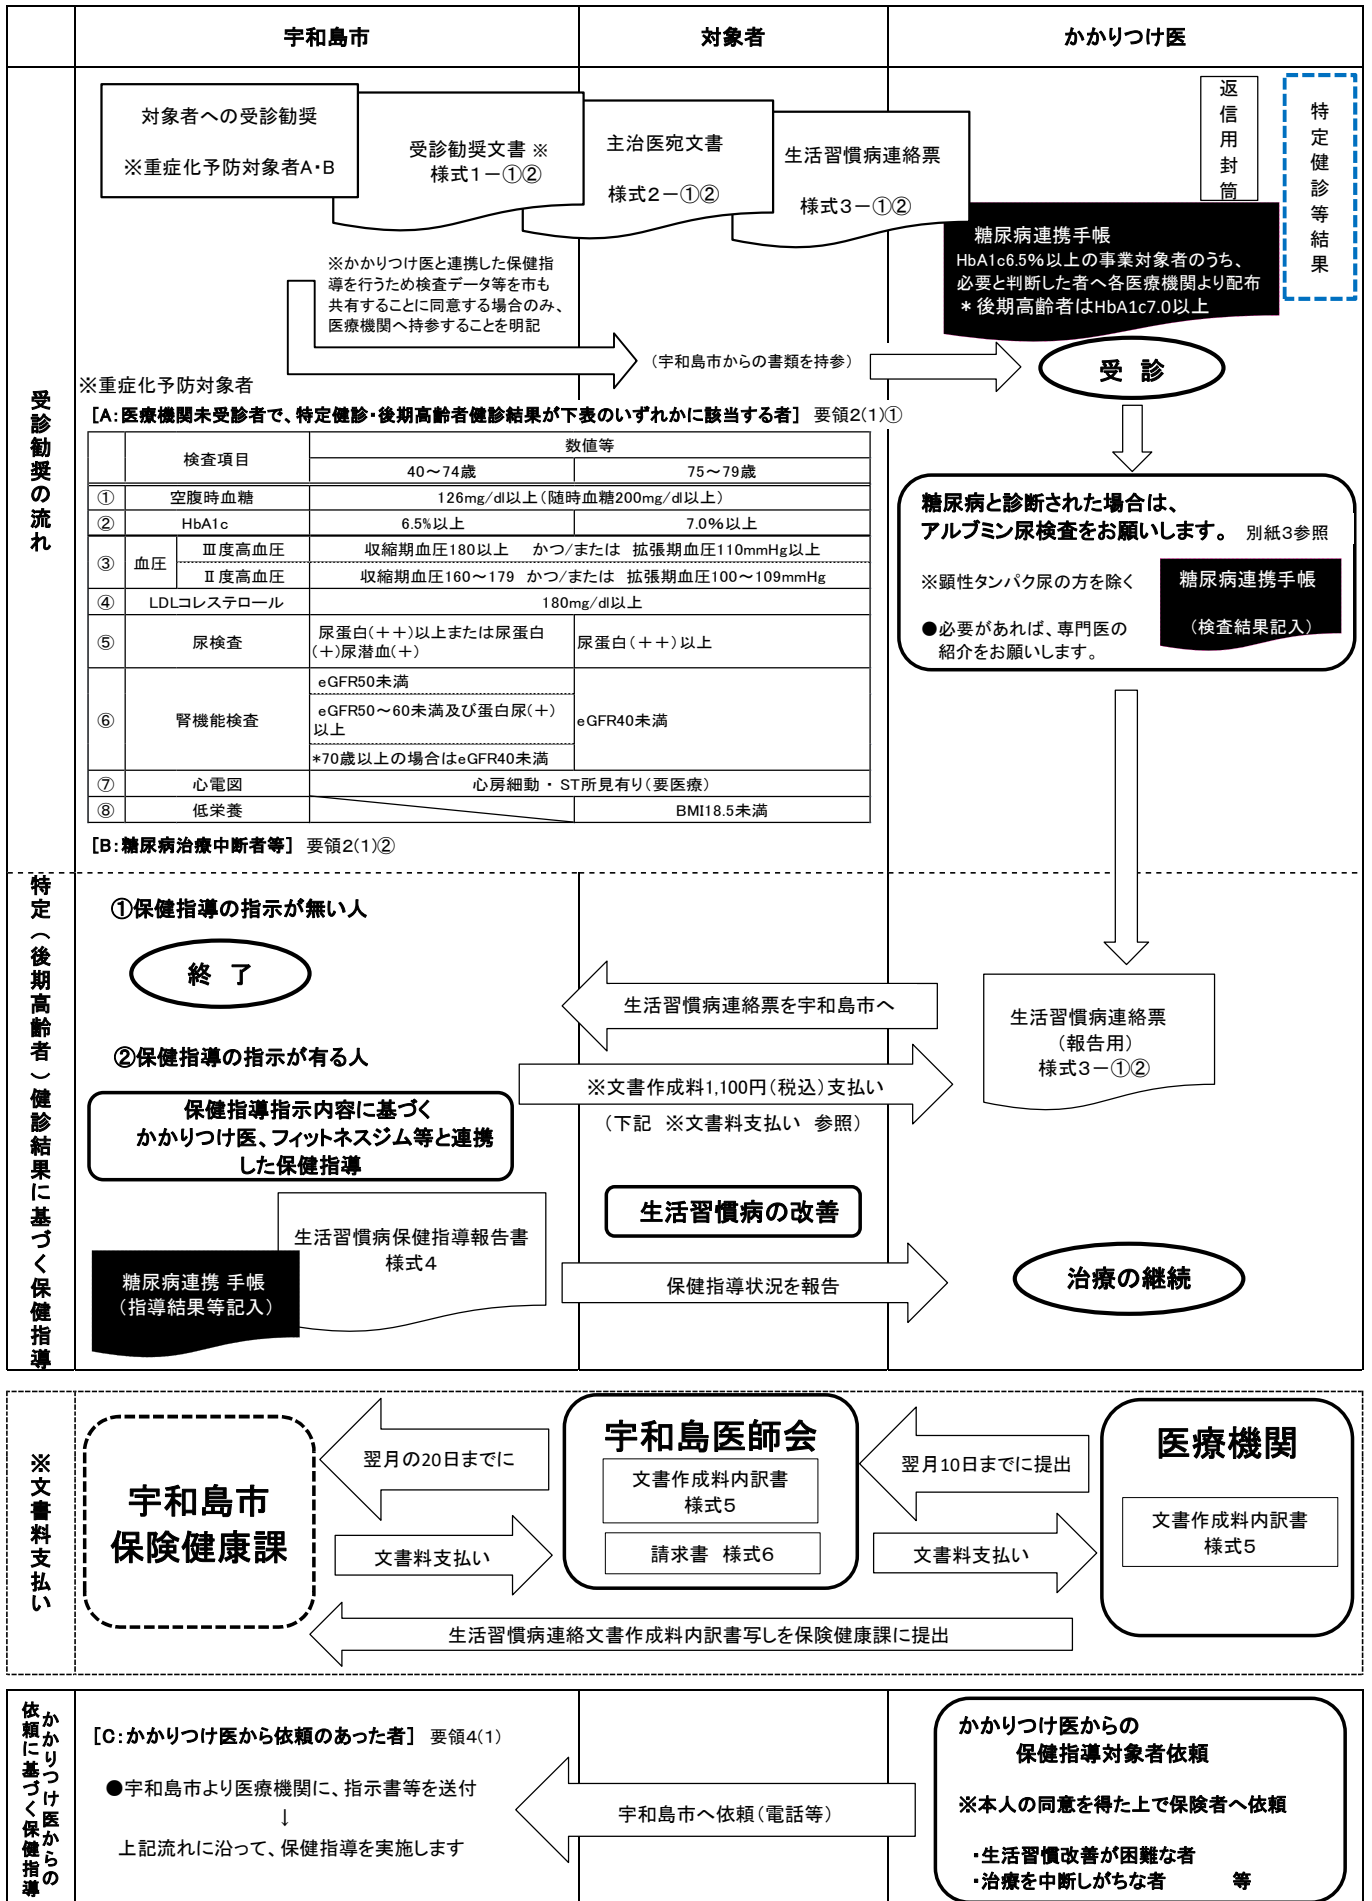 宇和島市
対象者
かかりつけ医
受診勧奨の流れ
対象者への受診勧奨
※重症化予防対象者A・B
受診勧奨文書 ※
様式1－①②
主治医宛文書
様式2－①②
生活習慣病連絡票
様式3－①②
返信用封筒
特定健診等結果
糖尿病連携手帳
HbA1c6.5%以上の事業対象者のうち、
必要と判断した者へ各医療機関より配布
＊後期高齢者はHbA1c7.0以上
※かかりつけ医と連携した保健指
導を行うため検査データ等を市も
共有することに同意する場合のみ、
医療機関へ持参することを明記
（宇和島市からの書類を持参）
受 診
※重症化予防対象者
［A：医療機関未受診者で、特定健診・後期高齢者健診結果が下表のいずれかに該当する者］ 要領2(1)①
検査項目
数値等
40～74歳
75～79歳
① 空腹時血糖 126mg/dl以上（随時血糖200mg/dl以上）
② HbA1c 6.5%以上 7.0%以上
③ 血圧
Ⅲ度高血圧 収縮期血圧180以上 かつ/または 拡張期血圧110mmHg以上
Ⅱ度高血圧 収縮期血圧160～179 かつ/または 拡張期血圧100～109mmHg
④ LDLコレステロール 180mg/dl以上
⑤ 尿検査
尿蛋白（＋＋）以上または尿蛋白
（＋）尿潜血（＋）
尿蛋白（＋＋）以上
⑥ 腎機能検査
eGFR50未満
eGFR50～60未満及び蛋白尿（＋）
以上
*70歳以上の場合はeGFR40未満
eGFR40未満
⑦ 心電図 心房細動・ST所見有り（要医療）
⑧ 低栄養 BMI18.5未満
［B：糖尿病治療中断者等］ 要領2(1)②
糖尿病と診断された場合は、
アルブミン尿検査をお願いします。 別紙3参照
※顕性タンパク尿の方を除く
●必要があれば、専門医の
紹介をお願いします。
糖尿病連携手帳
（検査結果記入）
特定（後期高齢者）健診結果に基づく保健指導
①保健指導の指示が無い人
終 了
生活習慣病連絡票を宇和島市へ
生活習慣病連絡票
（報告用）
様式3－①②
②保健指導の指示が有る人
※文書作成料1,100円（税込）支払い
（下記 ※文書料支払い 参照）
保健指導指示内容に基づく
かかりつけ医、フィットネスジム等と連携
した保健指導
生活習慣病の改善
生活習慣病保健指導報告書
様式4
糖尿病連携 手帳
（指導結果等記入）
保健指導状況を報告
治療の継続
※文書料支払い
宇和島市
保険健康課
翌月の20日までに
文書料支払い
宇和島医師会
文書作成料内訳書
様式5
請求書 様式6
翌月10日までに提出
文書料支払い
医療機関
文書作成料内訳書
様式5
生活習慣病連絡文書作成料内訳書写しを保険健康課に提出
かかりつけ医からの
依頼に基づく保健指導
［C：かかりつけ医から依頼のあった者］ 要領4(1)
●宇和島市より医療機関に、指示書等を送付
↓
上記流れに沿って、保健指導を実施します
宇和島市へ依頼（電話等）
かかりつけ医からの
保健指導対象者依頼
※本人の同意を得た上で保険者へ依頼
・生活習慣改善が困難な者
・治療を中断しがちな者 等